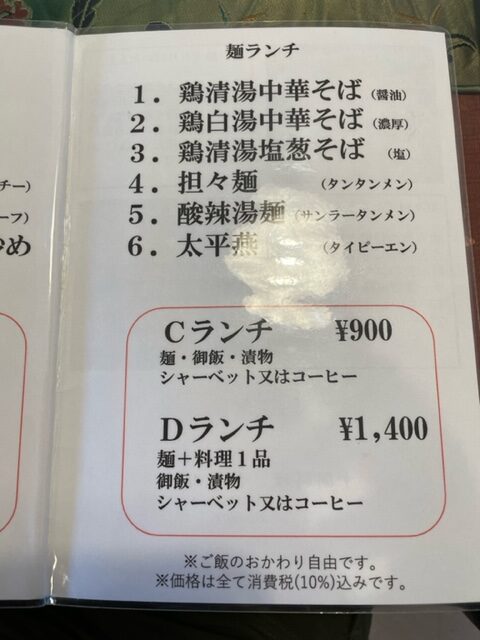 麺ランチ
1．鶏清湯中華そば（醤油）
2．鶏白湯中華そば（濃厚）
3．鶏清湯塩葱そば（塩）
4．担々麺（タンタンメン）
5．酸辣湯麺（サンラータンメン）
6．太平燕（タイピーエン）
チー）
ーフ）
め
Cランチ ¥900
麺・御飯・漬物
シャーベット又はコーヒー
Dランチ ¥1,400
麺＋料理１品
御飯・漬物
シャーベット又はコーヒー
※ご飯のおかわり自由です。
※価格は全て消費税(10%)込みです。